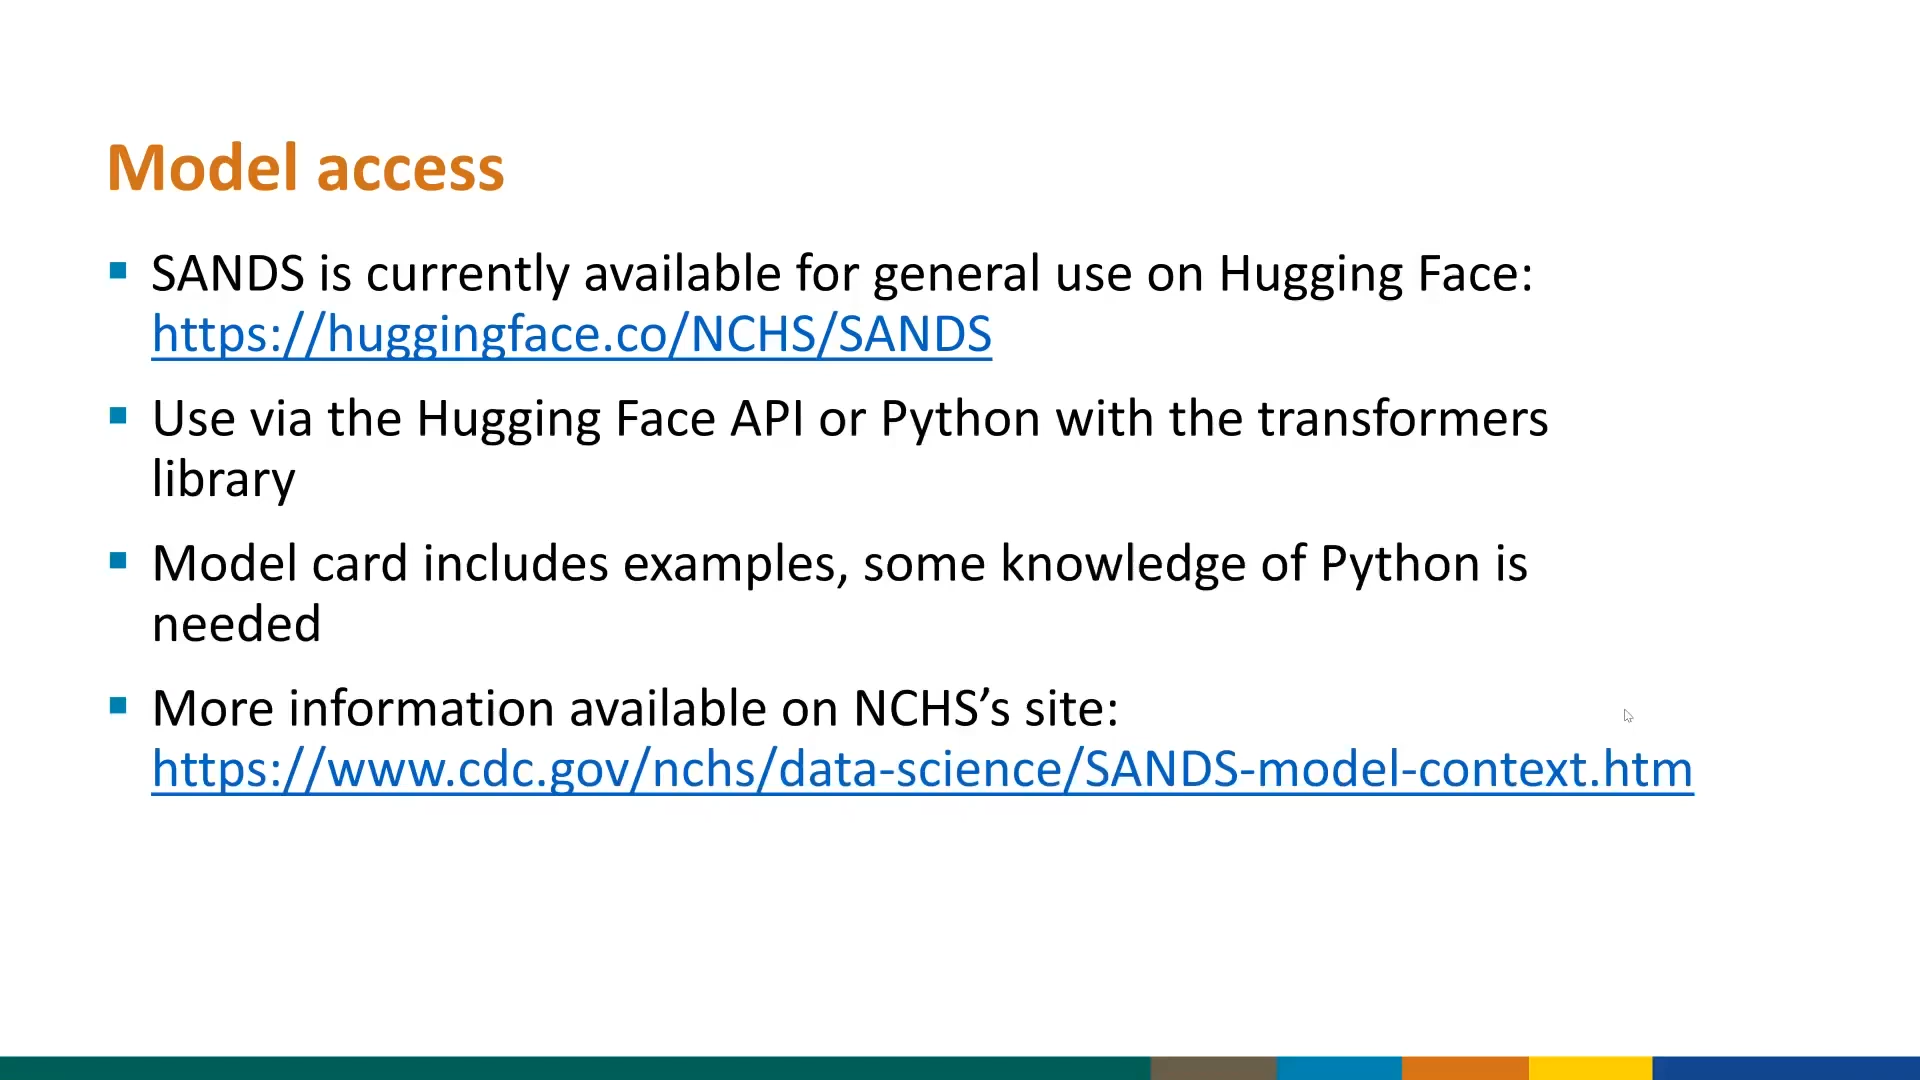 Model access
▪ SANDS is currently available for general use on Hugging Face:
https://huggingface.co/NCHS/SANDS
▪ Use via the Hugging Face API or Python with the transformers
library
▪ Model card includes examples, some knowledge of Python is
needed
▪ More information available on NCHS’s site:
https://www.cdc.gov/nchs/data-science/SANDS-model-context.htm